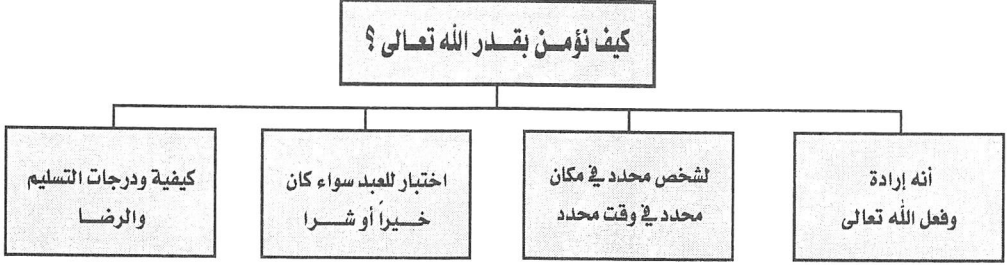 كيف نؤمن بقدر الله تعالى ؟
أنه إرادة
وفعل الله تعالى
لشخص محدد في مكان
محدد في وقت محدد
اختبار للعبد سواء كان
خيراً أو شرا
كيفية ودرجات التسليم
والرضا